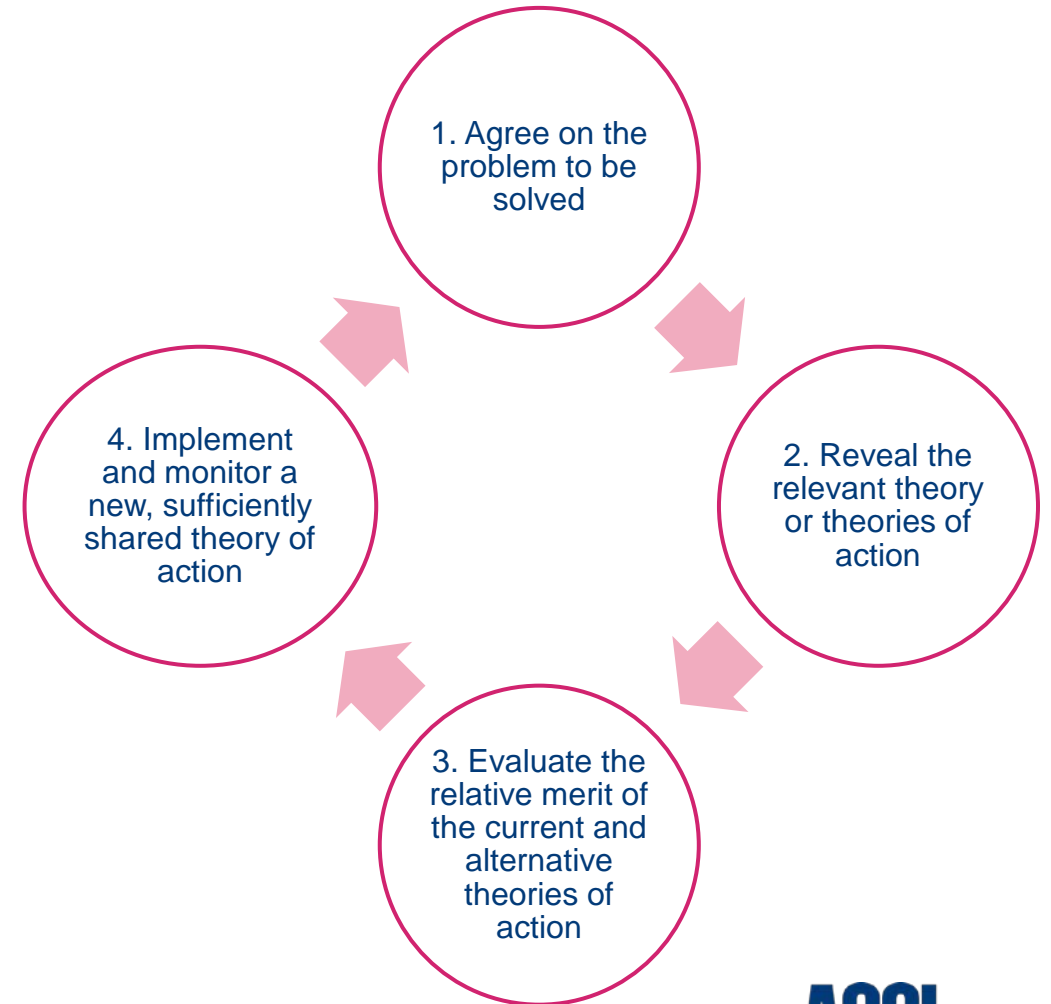 1. Agree on the
problem to be
solved
2. Reveal the
relevant theory
or theories of
action
3. Evaluate the
relative merit of
the current and
alternative
theories of
action
4. Implement
and monitor a
new, sufficiently
shared theory of
action